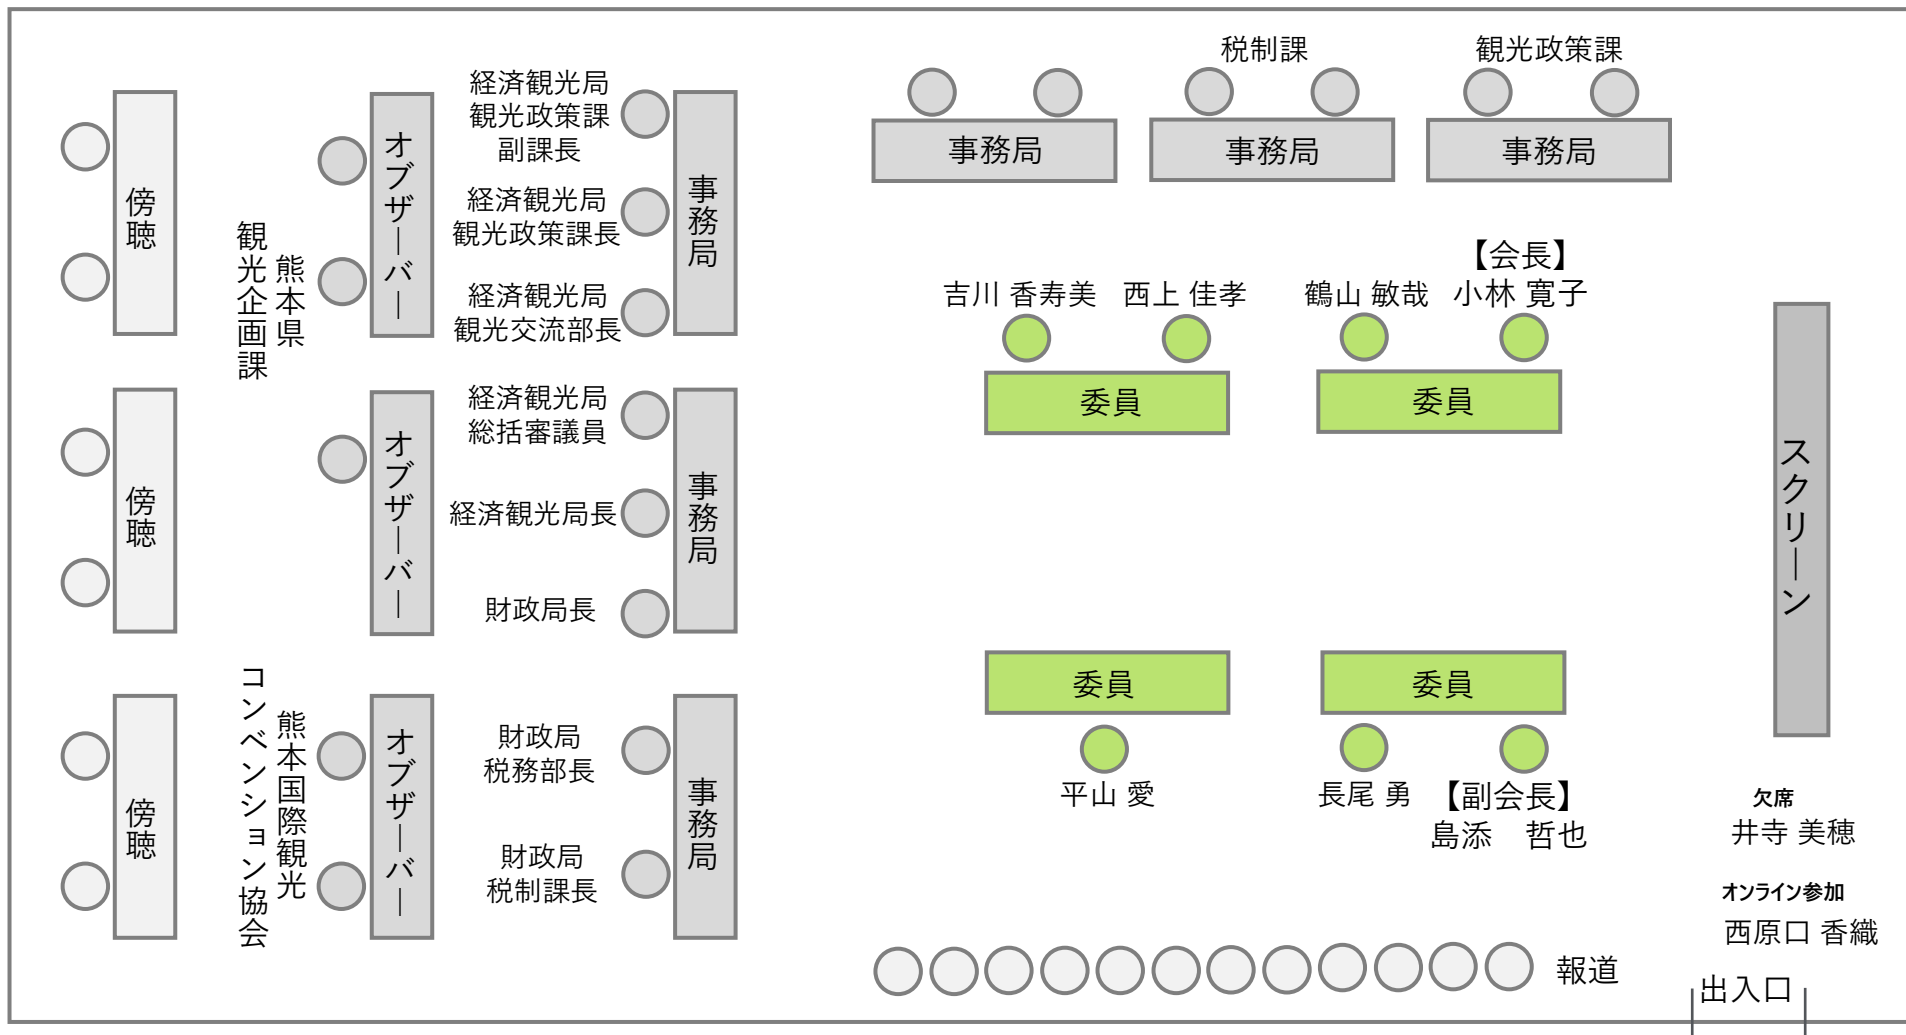 税制課
観光政策課
事務局
事務局
事務局
経済観光局
観光政策課
副課長
経済観光局
観光政策課長
経済観光局
観光交流部長
事務局
経済観光局
総括審議員
経済観光局長
財政局長
事務局
財政局
税務部長
財政局
税制課長
事務局
傍聴
傍聴
傍聴
熊本県
観光企画課
オブザーバー
オブザーバー
熊本国際観光
コンベンション協会
オブザーバー
吉川 香寿美
西上 佳孝
鶴山 敏哉
【会長】
小林 寛子
委員
委員
委員
委員
平山 愛
長尾 勇
【副会長】
島添　哲也
スクリーン
欠席
井寺 美穂
オンライン参加
西原口 香織
報道
出入口